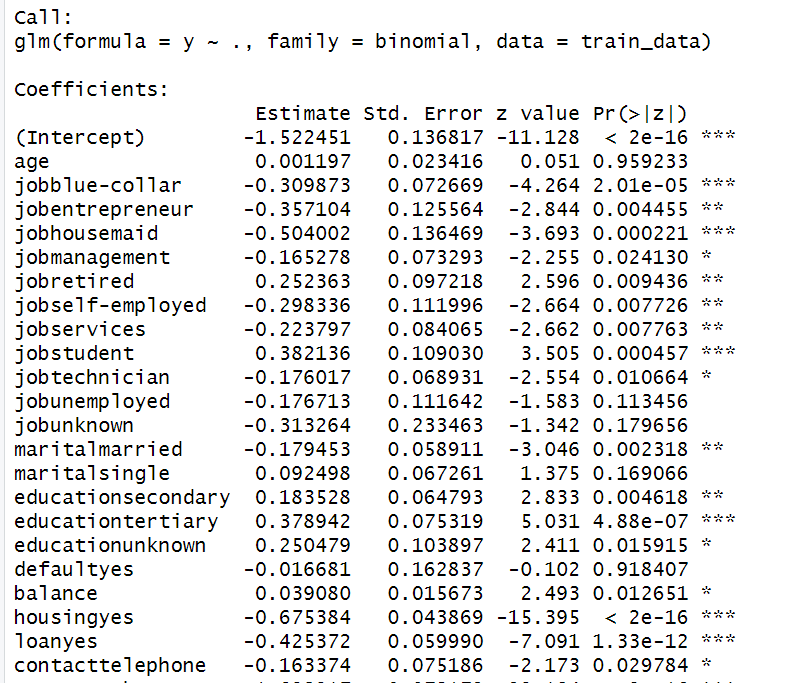 Call:
glm(formula = y ~ ., family = binomial, data = train_data)
Coefficients:
Estimate Std. Error z value Pr(>|z|)
(Intercept) -1.522451 0.136817 -11.128 < 2e-16 ***
age 0.001197 0.023416 0.051 0.959233
jobblue-collar -0.309873 0.072669 -4.264 2.01e-05 ***
jobentrepreneur -0.357104 0.125564 -2.844 0.004455 **
jobhousemaid -0.504002 0.136469 -3.693 0.000221 ***
jobmanagement -0.165278 0.073293 -2.255 0.024130 *
jobretired 0.252363 0.097218 2.596 0.009436 **
jobself-employed -0.298336 0.111996 -2.664 0.007726 **
jobservices -0.223797 0.084065 -2.662 0.007763 **
jobstudent 0.382136 0.109030 3.505 0.000457 ***
jobtechnician -0.176017 0.068931 -2.554 0.010664 *
jobunemployed -0.176713 0.111642 -1.583 0.113456
jobunknown -0.313264 0.233463 -1.342 0.179656
maritalmarried -0.179453 0.058911 -3.046 0.002318 **
maritalsingle 0.092498 0.067261 1.375 0.169066
educationsecondary 0.183528 0.064793 2.833 0.004618 **
educationtertiary 0.378942 0.075319 5.031 4.88e-07 ***
educationunknown 0.250479 0.103897 2.411 0.015915 *
defaultyes -0.016681 0.162837 -0.102 0.918407
balance 0.039080 0.015673 2.493 0.012651 *
housingyes -0.675384 0.043869 -15.395 < 2e-16 ***
loanyes -0.425372 0.059990 -7.091 1.33e-12 ***
contacttelephone -0.163374 0.075186 -2.173 0.029784 *